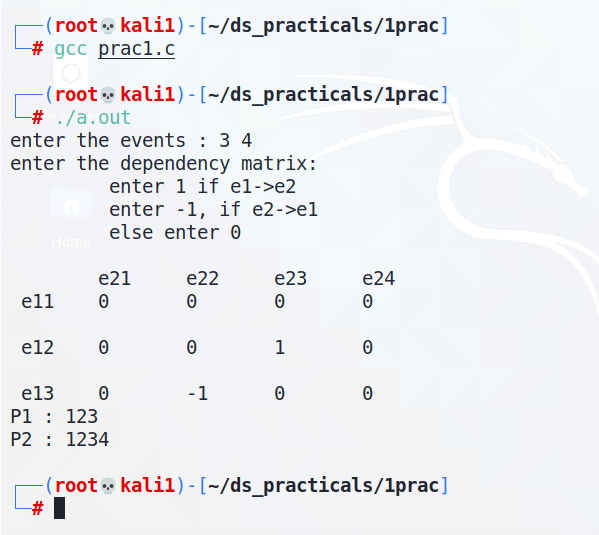 ┌──(root💀kali1)-[~/ds_practicals/1prac]
└─# gcc prac1.c
┌──(root💀kali1)-[~/ds_practicals/1prac]
└─# ./a.out
enter the events : 3 4
enter the dependency matrix:
enter 1 if e1->e2
enter -1, if e2->e1
else enter 0
Home
e21 e22 e23 e24
e11 0 0 0 0
e12 0 0 1 0
e13 0 -1 0 0
P1 : 123
P2 : 1234
┌──(root💀kali1)-[~/ds_practicals/1prac]
└─#